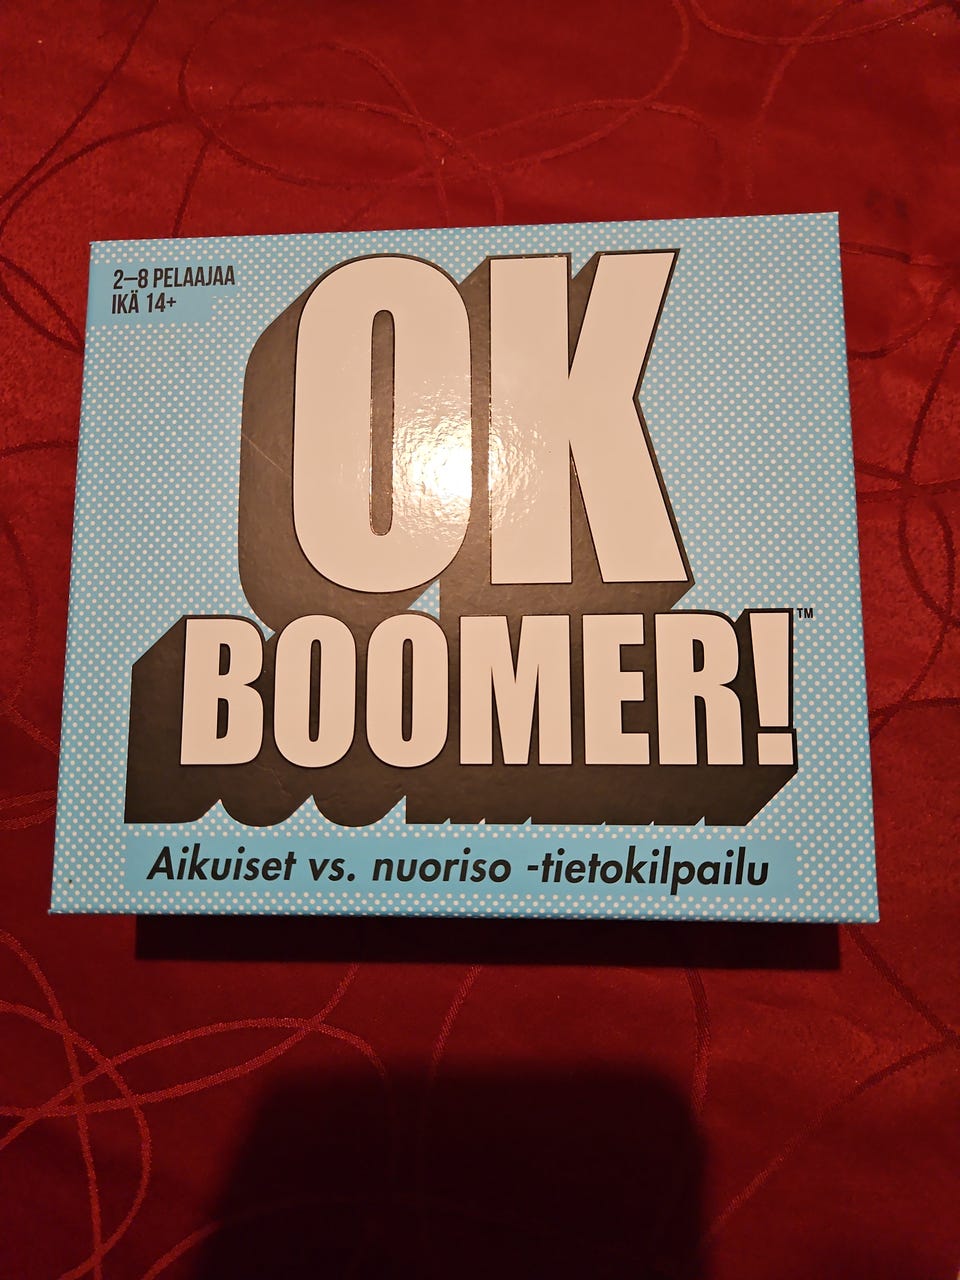 2–8 PELAAJAA
IKÄ 14+
OK
BOOMER!™
Aikuiset vs. nuoriso -tietokilpailu